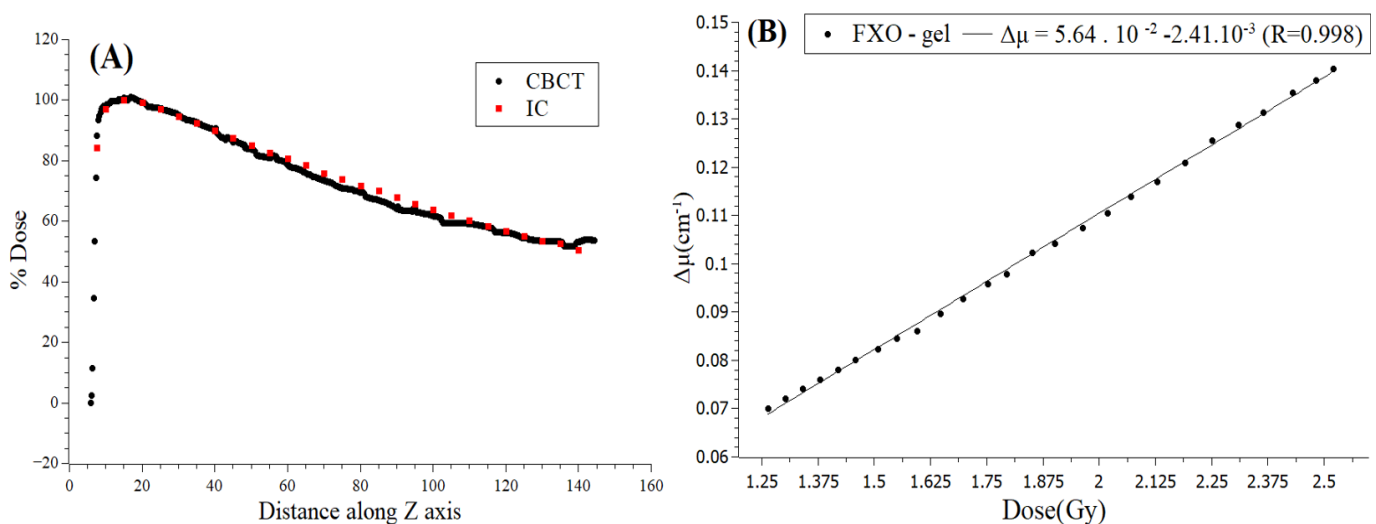 (A)
CBCT
IC
120
100
80
60
40
20
0
−20
% Dose
0 20 40 60 80 100 120 140 160
Distance along Z axis
(B)
FXO - gel Δμ = 5.64 . 10 ⁻² -2.41.10⁻³ (R=0.998)
0.15
0.14
0.13
0.12
0.11
0.1
0.09
0.08
0.07
0.06
Δμ(cm⁻¹)
1.25 1.375 1.5 1.625 1.75 1.875 2 2.125 2.25 2.375 2.5
Dose(Gy)